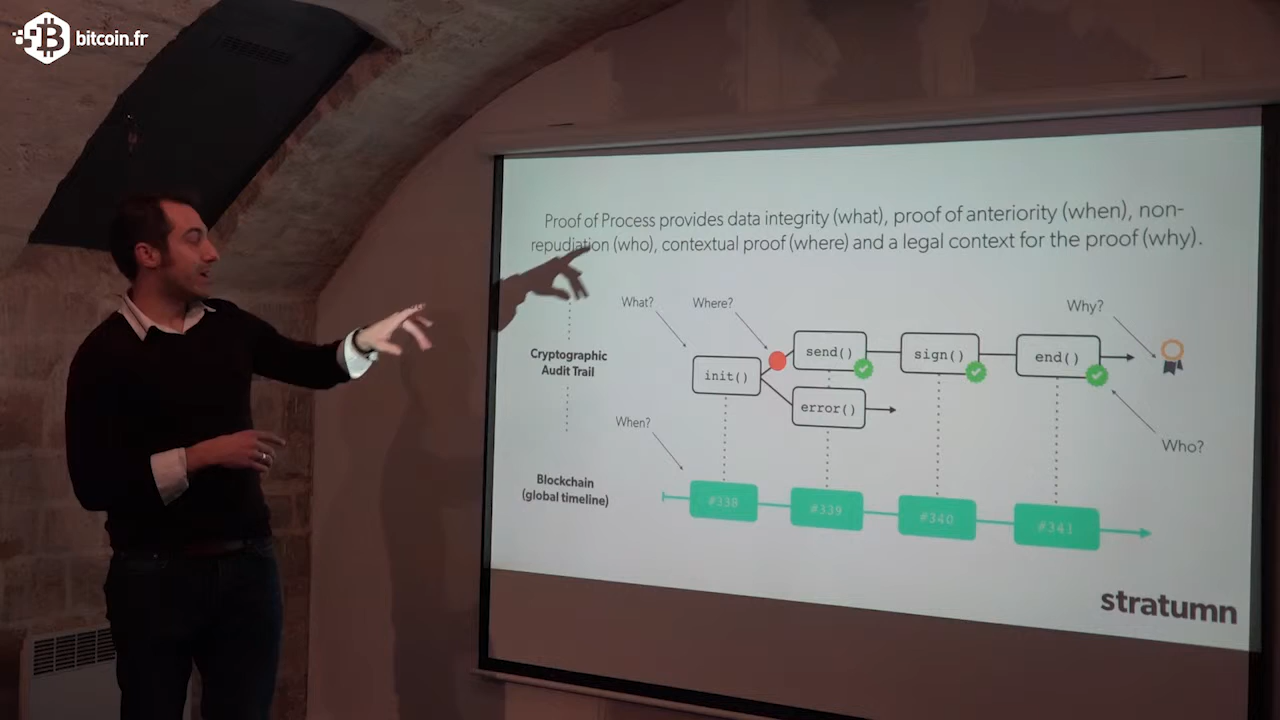 bitcoin.fr
Proof of Process provides data integrity (what), proof of anteriority (when), non-
repudiation (who), contextual proof (where) and a legal context for the proof (why).
What?
Where?
Why?
Cryptographic
Audit Trail
init()
send()
sign()
end()
error()
When?
Who?
Blockchain
(global timeline)
#338
#339
#340
#341
stratumn